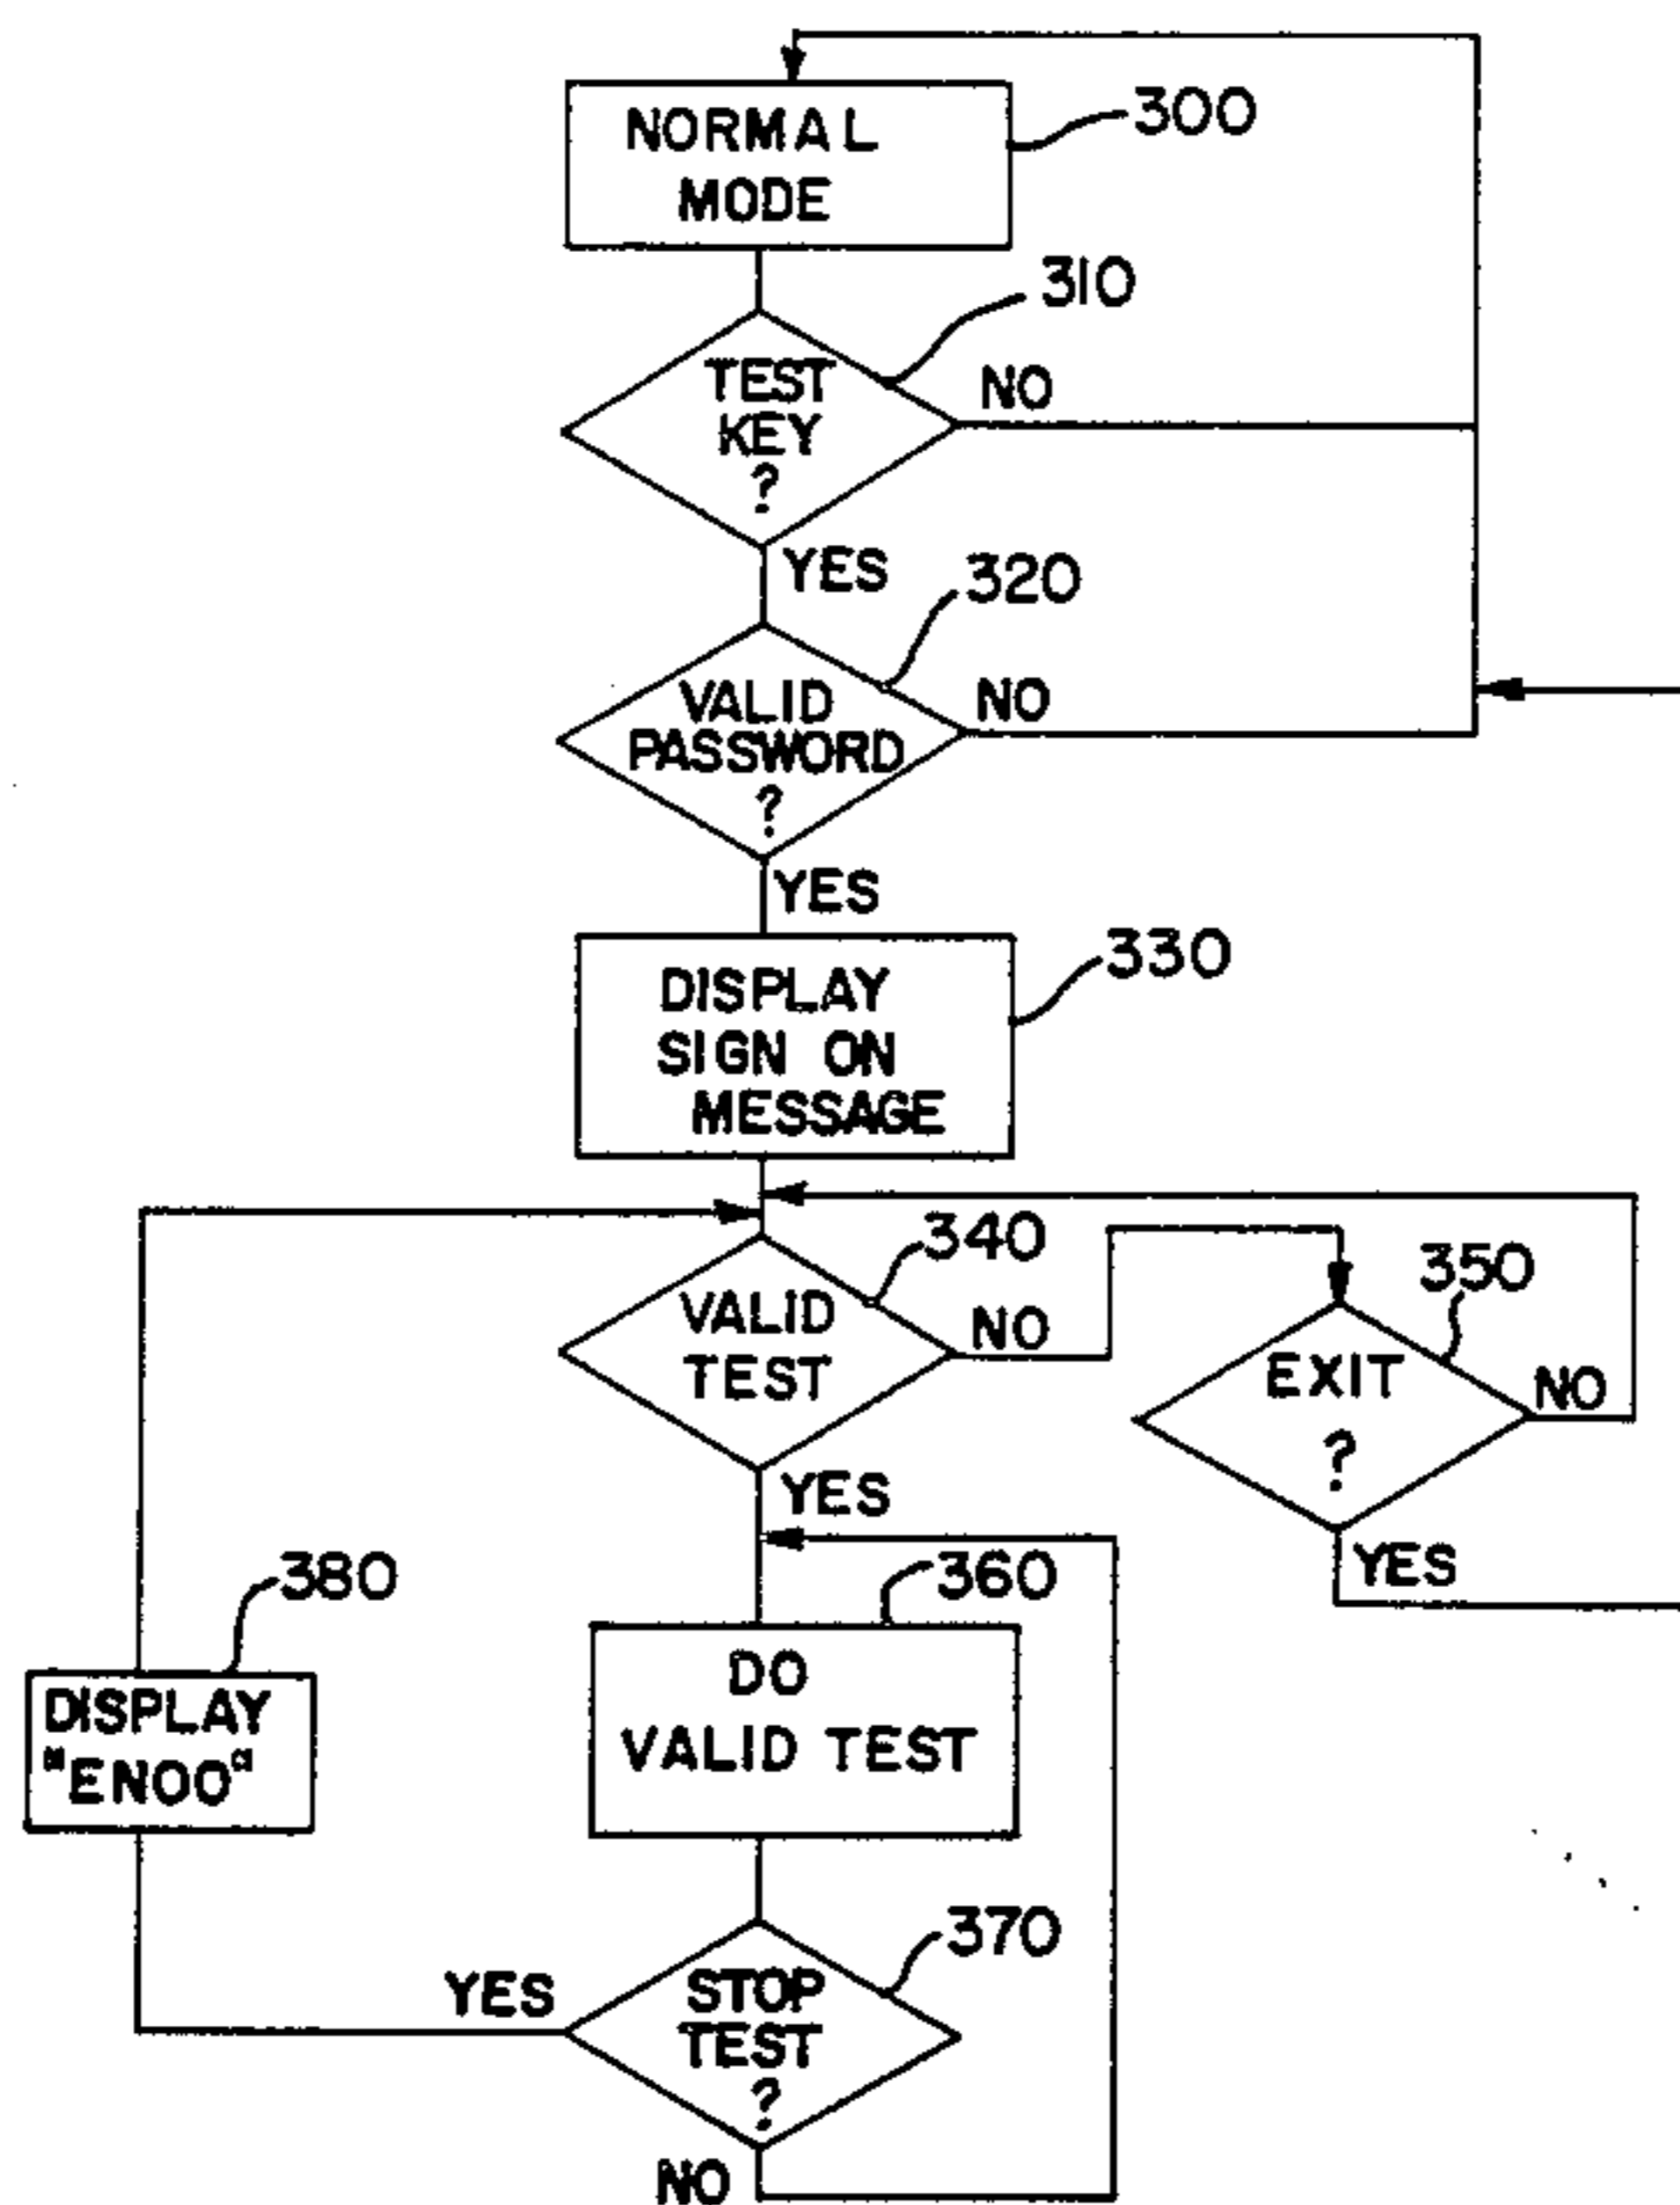 NORMAL
MODE
300
310
TEST
KEY
?
NO
YES
320
VALID
PASSWORD
?
NO
YES
330
DISPLAY
SIGN ON
MESSAGE
340
VALID
TEST
NO
350
EXIT
?
NO
YES
YES
380
DISPLAY
"ENOO"
360
DO
VALID TEST
370
STOP
TEST
?
YES
NO